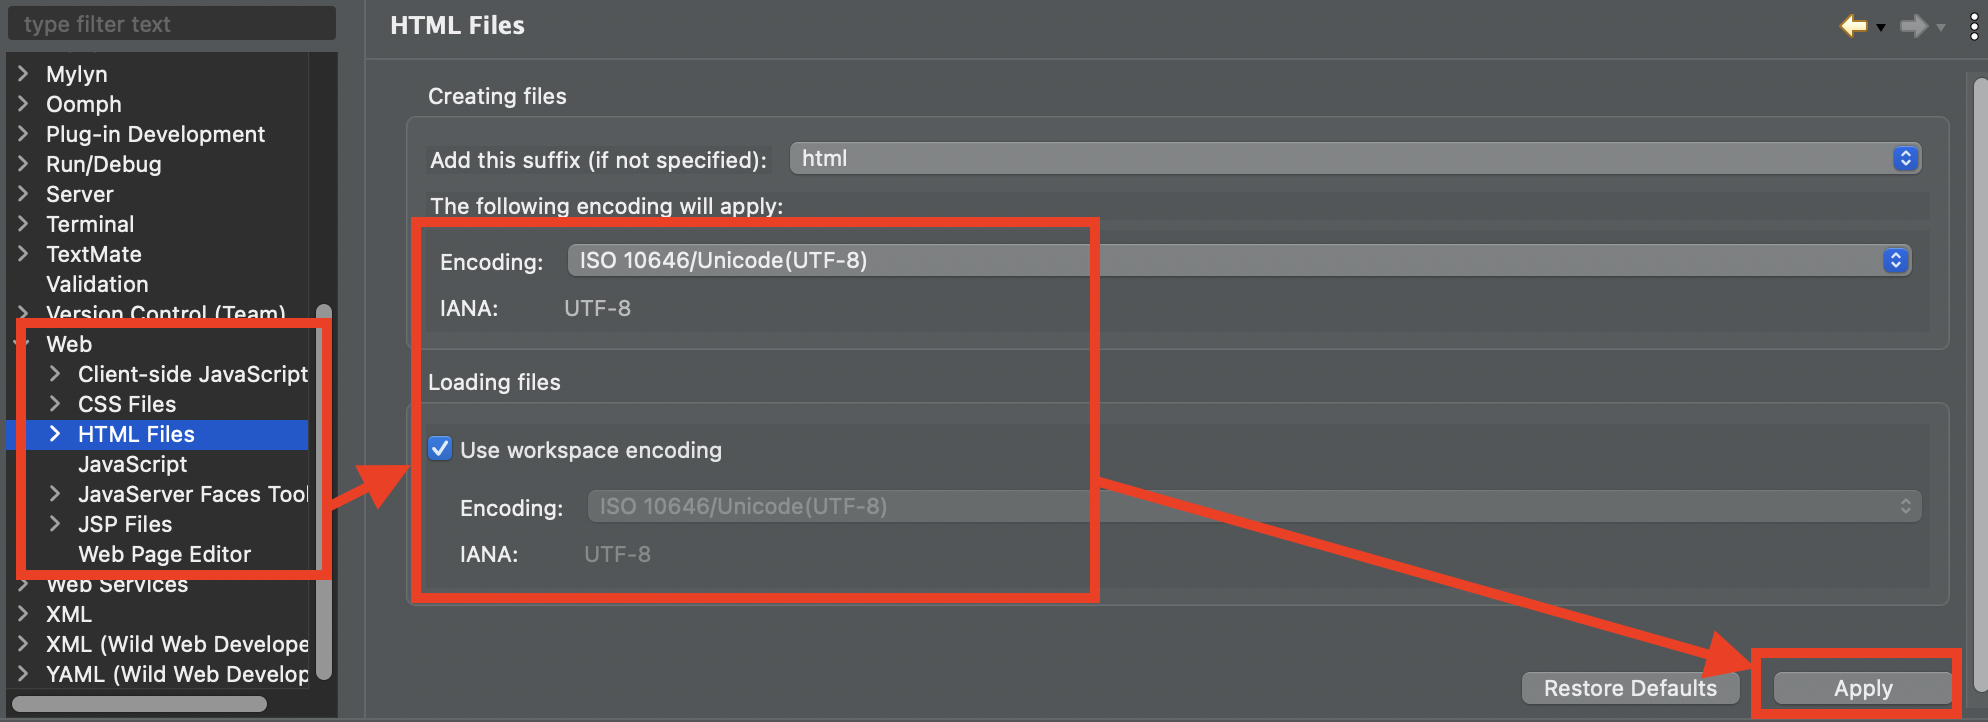 type filter text
Mylyn
Oomph
Plug-in Development
Run/Debug
Server
Terminal
TextMate
Validation
Version Control (Team)
Web
Client-side JavaScript
CSS Files
HTML Files
JavaScript
JavaServer Faces Tool
JSP Files
Web Page Editor
Web Services
XML
XML (Wild Web Develope
YAML (Wild Web Develop
HTML Files
Creating files
Add this suffix (if not specified): html
The following encoding will apply:
Encoding: ISO 10646/Unicode(UTF-8)
IANA: UTF-8
Loading files
Use workspace encoding
Encoding: ISO 10646/Unicode(UTF-8)
IANA: UTF-8
Restore Defaults Apply